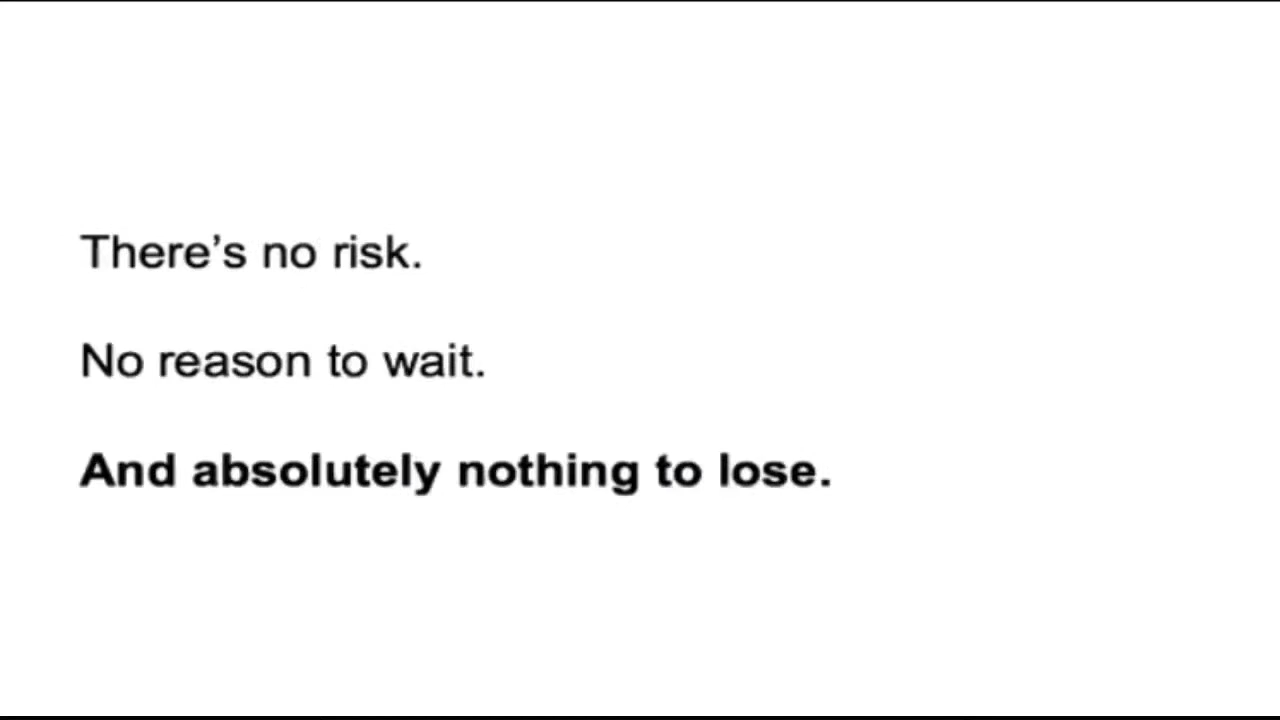 There’s no risk.
No reason to wait.
And absolutely nothing to lose.